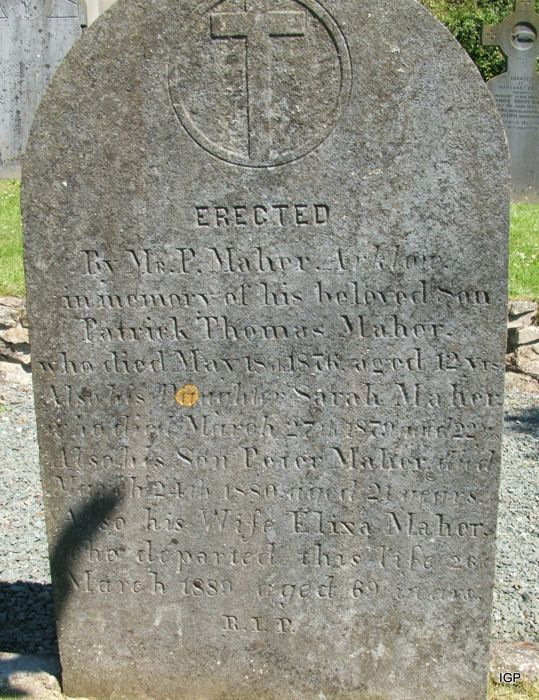 ERECTED
By Mr. P. Maher. Arklow
in memory of his beloved Son
Patrick Thomas Maher.
who died May 18th 1876, aged 12 yrs
Also his Daughter Sarah Maher
who died March 27th 1879 aged 22
Also his Son Peter Maher died
March 24th 1880 aged 21 years.
Also his Wife Eliza Maher.
who departed this life 26
March 1889 aged 69 years
R.I.P.
IGP